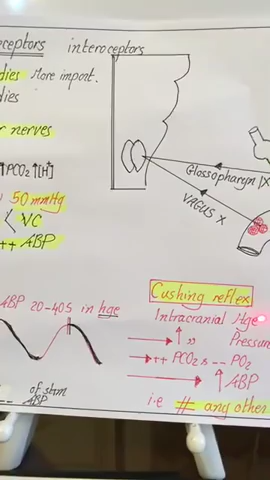 ceptors interoceptors
dies More import.
dies
r nerves
↑PCO2 ↑[H+]
50 mmHg
< VC
++ ABP
Glossopharyn IX
VAGUS X
ABP 20-40S in hge
of stim
-- ABP
Cushing reflex
Intracranial Hge
↑ ,, Pressure
→ ++ PCO2 & -- PO2
→ ↑ ABP
i.e # any other